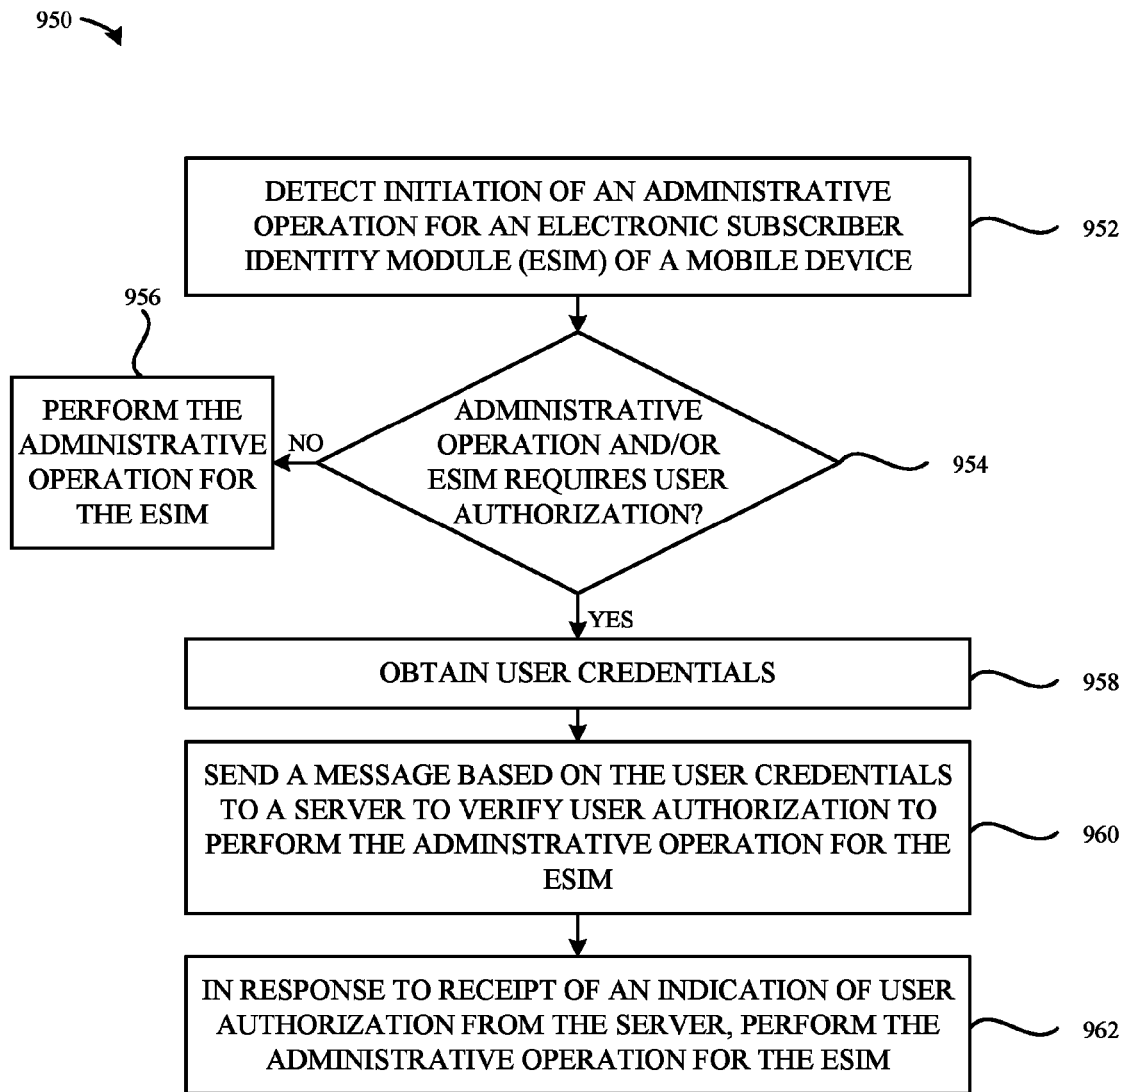 950
DETECT INITIATION OF AN ADMINISTRATIVE
OPERATION FOR AN ELECTRONIC SUBSCRIBER
IDENTITY MODULE (ESIM) OF A MOBILE DEVICE
952
956
PERFORM THE
ADMINISTRATIVE
OPERATION FOR
THE ESIM
NO
ADMINISTRATIVE
OPERATION AND/OR
ESIM REQUIRES USER
AUTHORIZATION?
954
YES
OBTAIN USER CREDENTIALS
958
SEND A MESSAGE BASED ON THE USER CREDENTIALS
TO A SERVER TO VERIFY USER AUTHORIZATION TO
PERFORM THE ADMINSTRATIVE OPERATION FOR THE
ESIM
960
IN RESPONSE TO RECEIPT OF AN INDICATION OF USER
AUTHORIZATION FROM THE SERVER, PERFORM THE
ADMINISTRATIVE OPERATION FOR THE ESIM
962